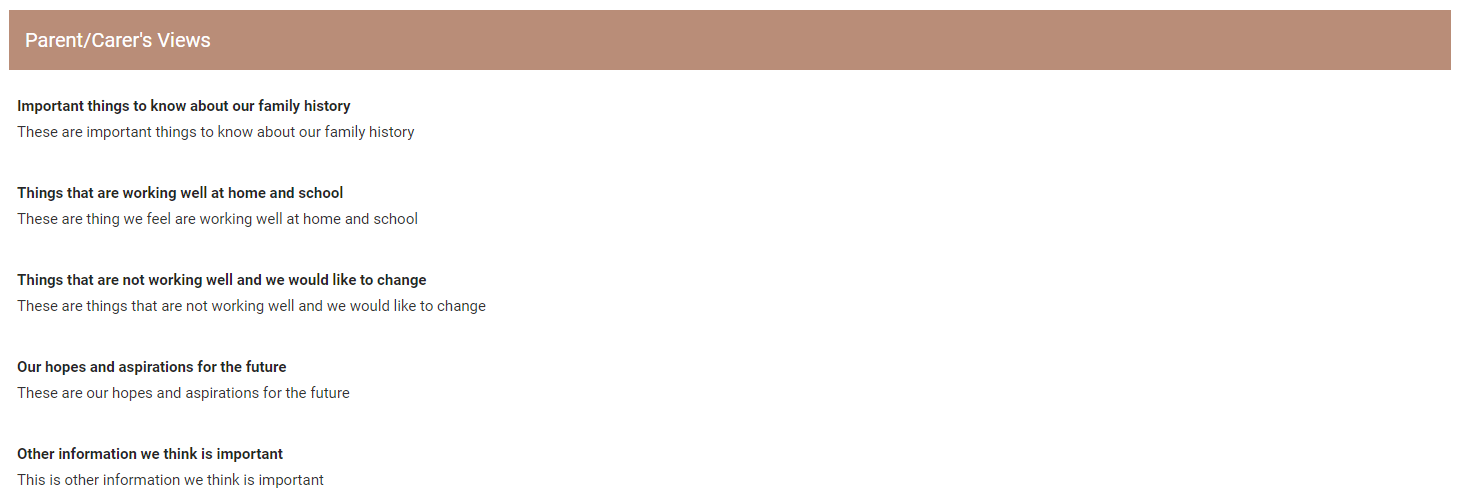 Parent/Carer's Views
Important things to know about our family history
These are important things to know about our family history
Things that are working well at home and school
These are thing we feel are working well at home and school
Things that are not working well and we would like to change
These are things that are not working well and we would like to change
Our hopes and aspirations for the future
These are our hopes and aspirations for the future
Other information we think is important
This is other information we think is important